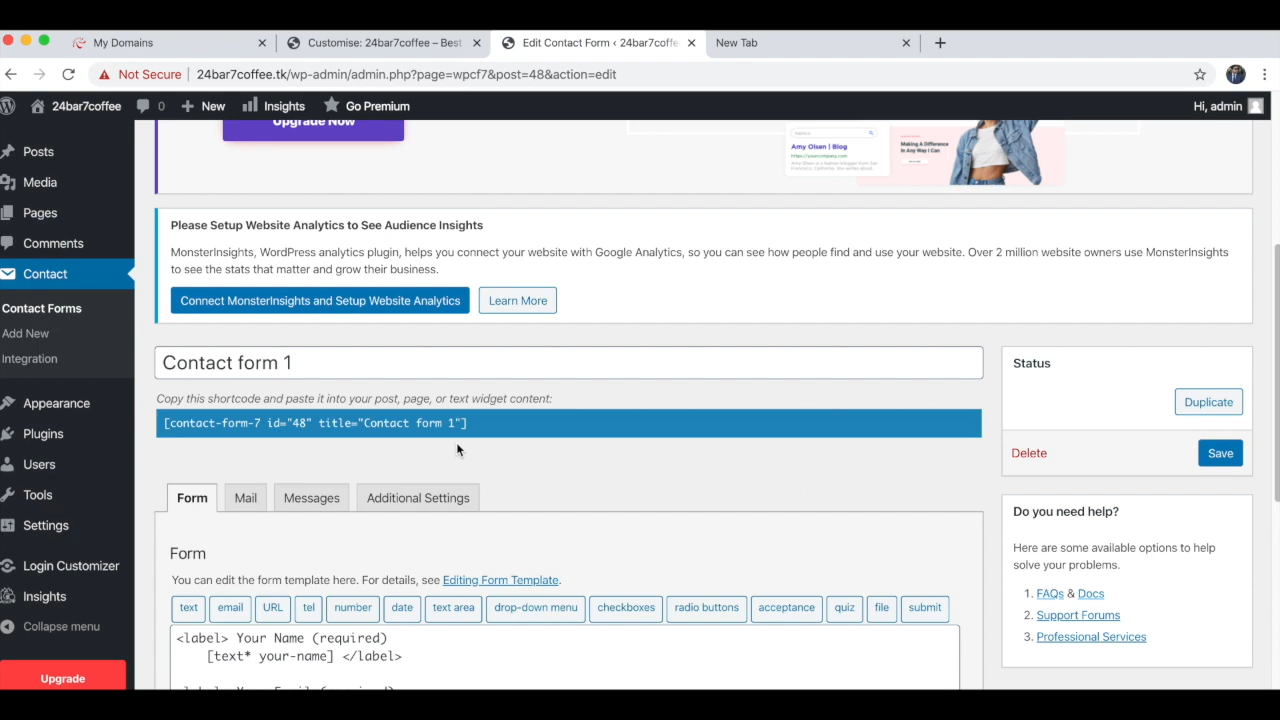 My Domains
Customise: 24bar7coffee – Best
Edit Contact Form ‹ 24bar7coffe
New Tab
Not Secure
24bar7coffee.tk/wp-admin/admin.php?page=wpcf7&post=48&action=edit
24bar7coffee
0
New
Insights
Go Premium
Hi, admin
Posts
Media
Pages
Comments
Contact
Contact Forms
Add New
Integration
Appearance
Plugins
Users
Tools
Settings
Login Customizer
Insights
Collapse menu
Upgrade
Upgrade Now
Amy Olsen | Blog
https://yourcompany.com
Making A Difference
In Any Way I Can
Please Setup Website Analytics to See Audience Insights
MonsterInsights, WordPress analytics plugin, helps you connect your website with Google Analytics, so you can see how people find and use your website. Over 2 million website owners use MonsterInsights
to see the stats that matter and grow their business.
Connect MonsterInsights and Setup Website Analytics
Learn More
Contact form 1
Copy this shortcode and paste it into your post, page, or text widget content:
[contact-form-7 id="48" title="Contact form 1"]
Form
Mail
Messages
Additional Settings
Form
You can edit the form template here. For details, see Editing Form Template.
text
email
URL
tel
number
date
text area
drop-down menu
checkboxes
radio buttons
acceptance
quiz
file
submit
<label> Your Name (required)
[text* your-name] </label>
Status
Duplicate
Delete
Save
Do you need help?
Here are some available options to help
solve your problems.
1. FAQs & Docs
2. Support Forums
3. Professional Services